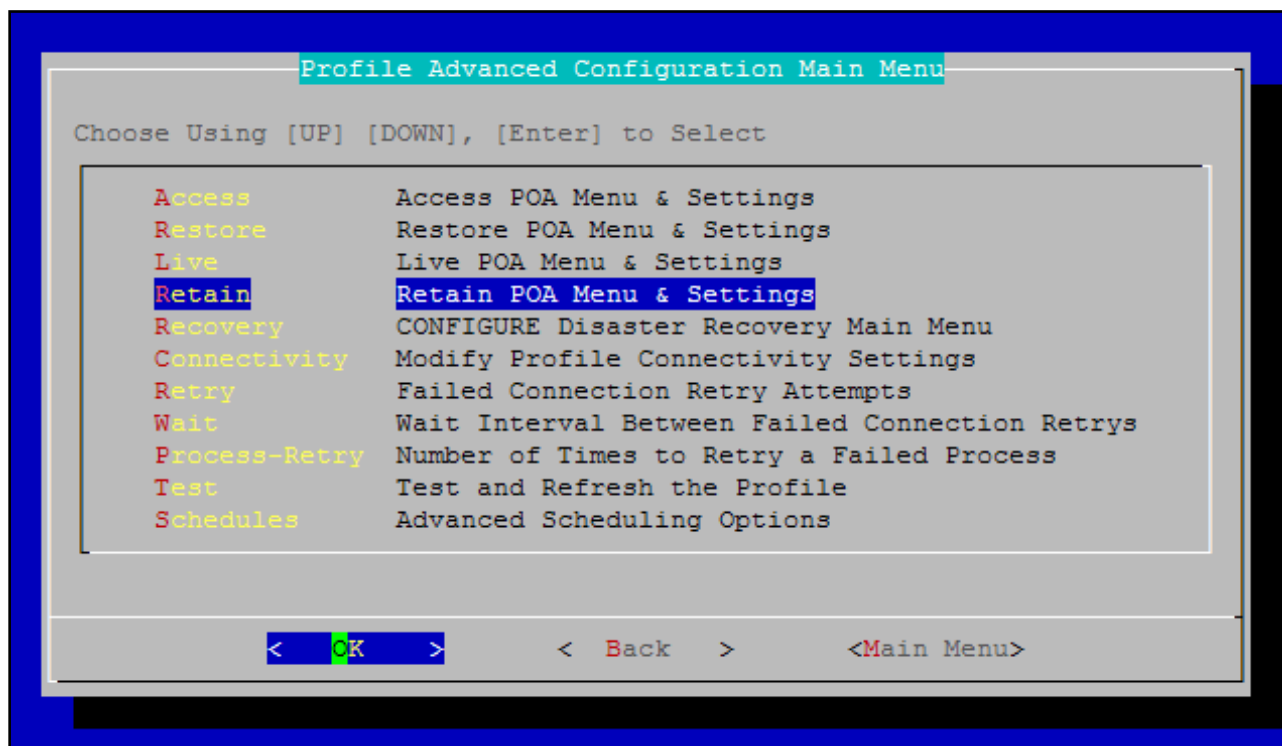 Profile Advanced Configuration Main Menu
Choose Using [UP] [DOWN], [Enter] to Select
Access Access POA Menu & Settings
Restore Restore POA Menu & Settings
Live Live POA Menu & Settings
Retain Retain POA Menu & Settings
Recovery CONFIGURE Disaster Recovery Main Menu
Connectivity Modify Profile Connectivity Settings
Retry Failed Connection Retry Attempts
Wait Wait Interval Between Failed Connection Retrys
Process-Retry Number of Times to Retry a Failed Process
Test Test and Refresh the Profile
Schedules Advanced Scheduling Options
< OK > < Back > <Main Menu>